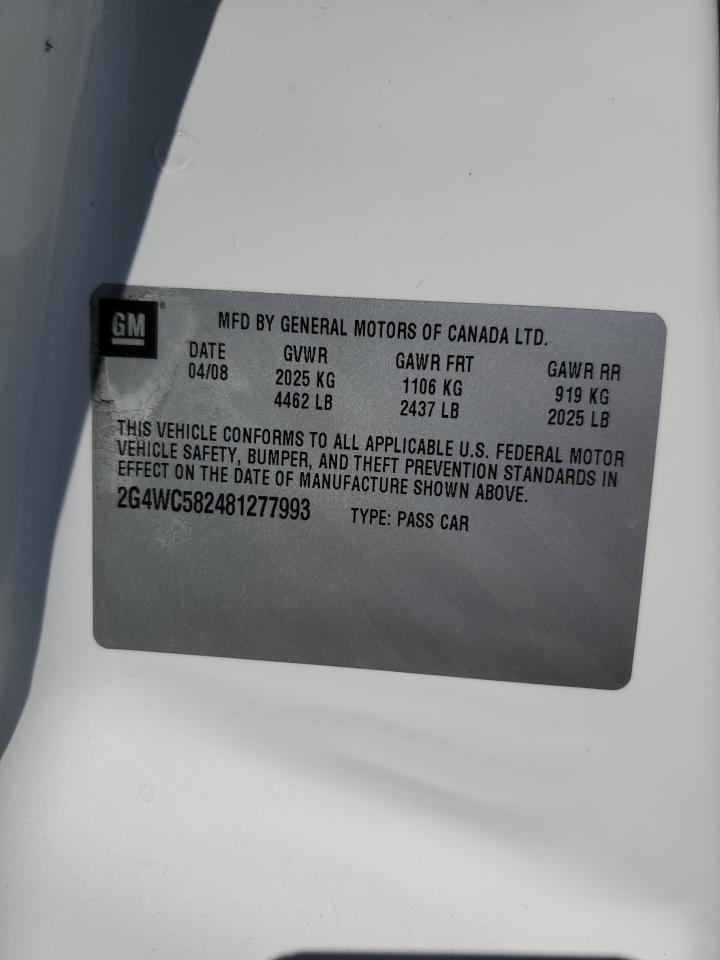 GM ®
MFD BY GENERAL MOTORS OF CANADA LTD.
DATE GVWR GAWR FRT GAWR RR
04/08 2025 KG 1106 KG 919 KG
4462 LB 2437 LB 2025 LB
THIS VEHICLE CONFORMS TO ALL APPLICABLE U.S. FEDERAL MOTOR
VEHICLE SAFETY, BUMPER, AND THEFT PREVENTION STANDARDS IN
EFFECT ON THE DATE OF MANUFACTURE SHOWN ABOVE.
2G4WC582481277993 TYPE: PASS CAR